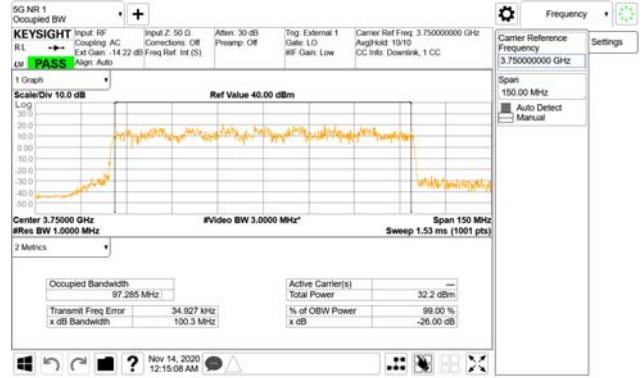 5G NR 1
Occupied BW
Frequency
KEYSIGHT
Input: RF
Input Z: 50 Ω
Atten: 30 dB
Trig: External 1
Carrier Ref Freq: 3.750000000 GHz
RL
Coupling: AC
Corrections: Off
Preamp: Off
Gate: LO
Avg|Hold: 10/10
Ext Gain: -14.22 dB
Freq Ref: Int (S)
#IF Gain: Low
CC Info: Downlink, 1 CC
Align: Auto
PASS
Carrier Reference
Frequency
3.750000000 GHz
Settings
Span
150.00 MHz
Auto Detect
Manual
1 Graph
Scale/Div 10.0 dB
Ref Value 40.00 dBm
Log
30.0
20.0
10.0
0.00
-10.0
-20.0
-30.0
-40.0
-50.0
Center 3.75000 GHz
#Video BW 3.0000 MHz*
Span 150 MHz
#Res BW 1.0000 MHz
Sweep 1.53 ms (1001 pts)
2 Metrics
Occupied Bandwidth
97.285 MHz
Active Carrier(s)
---
Total Power
32.2 dBm
Transmit Freq Error
34.927 kHz
% of OBW Power
99.00 %
x dB Bandwidth
100.3 MHz
x dB
-26.00 dB
?
Nov 14, 2020
12:15:08 AM